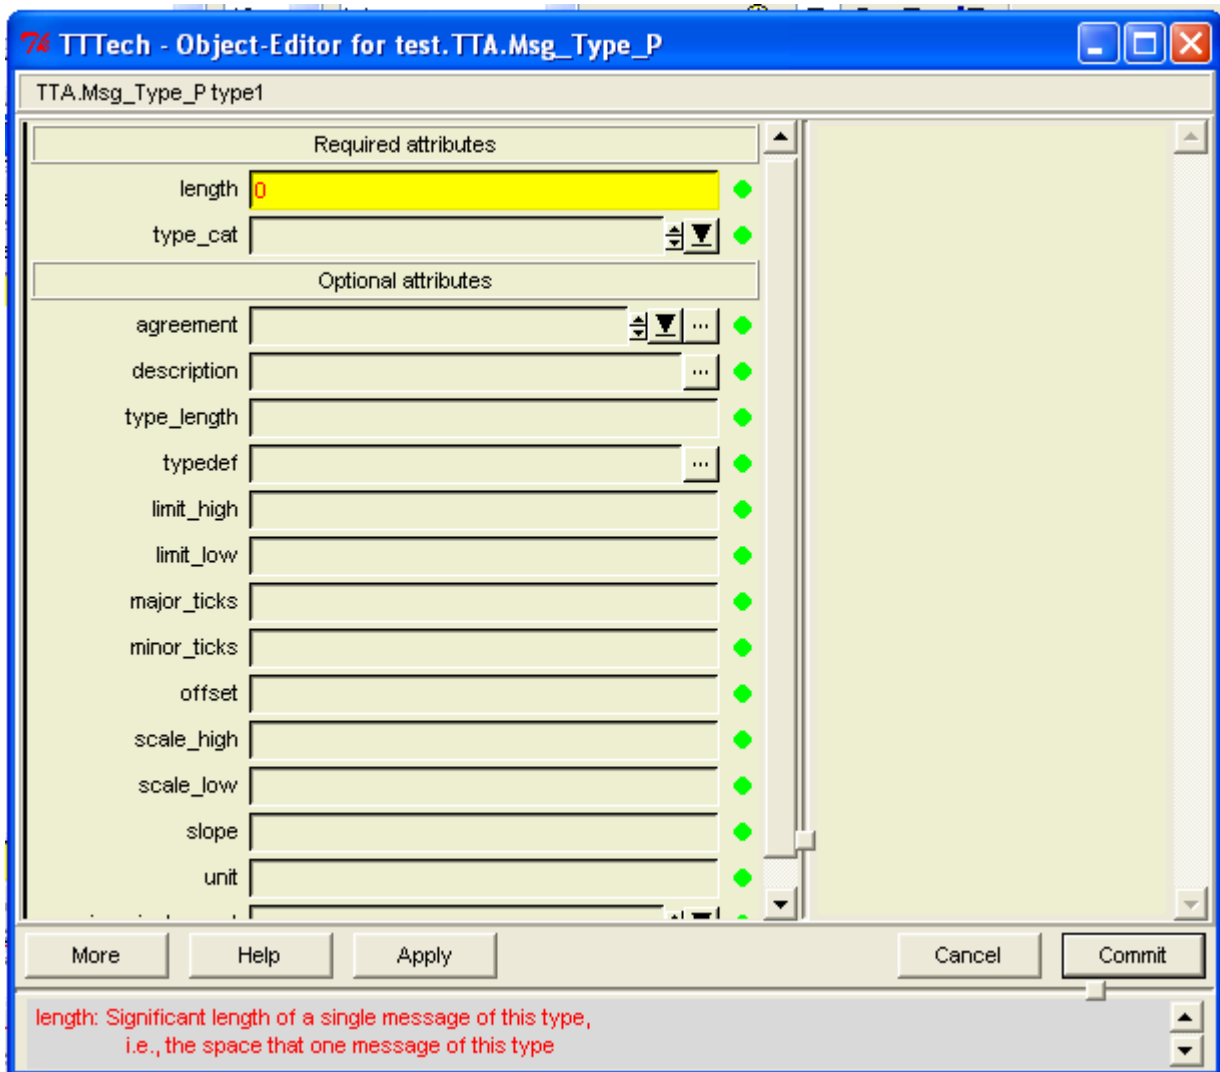 TTTech - Object-Editor for test.TTA.Msg_Type_P
TTA.Msg_Type_P type1
Required attributes
length 0
type_cat
Optional attributes
agreement ...
description ...
type_length
typedef ...
limit_high
limit_low
major_ticks
minor_ticks
offset
scale_high
scale_low
slope
unit
More Help Apply Cancel Commit
length: Significant length of a single message of this type,
i.e., the space that one message of this type